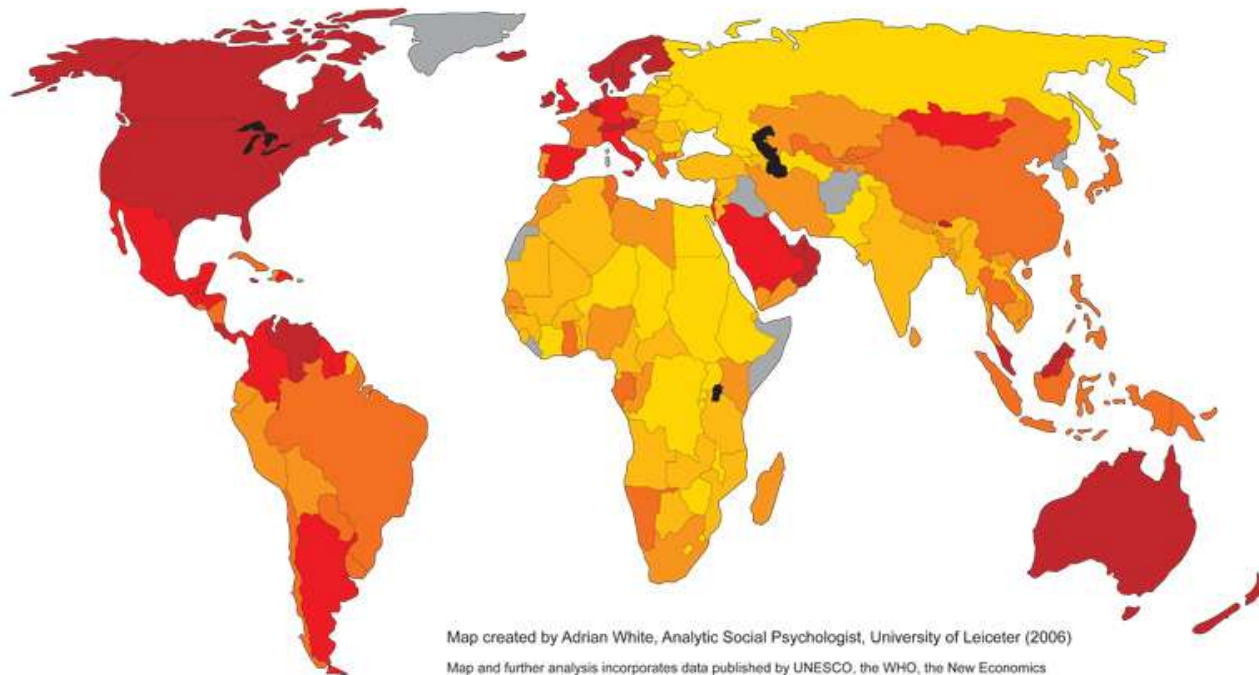 Map created by Adrian White, Analytic Social Psychologist, University of Leiceter (2006)
Map and further analysis incorporates data published by UNESCO, the WHO, the New Economics